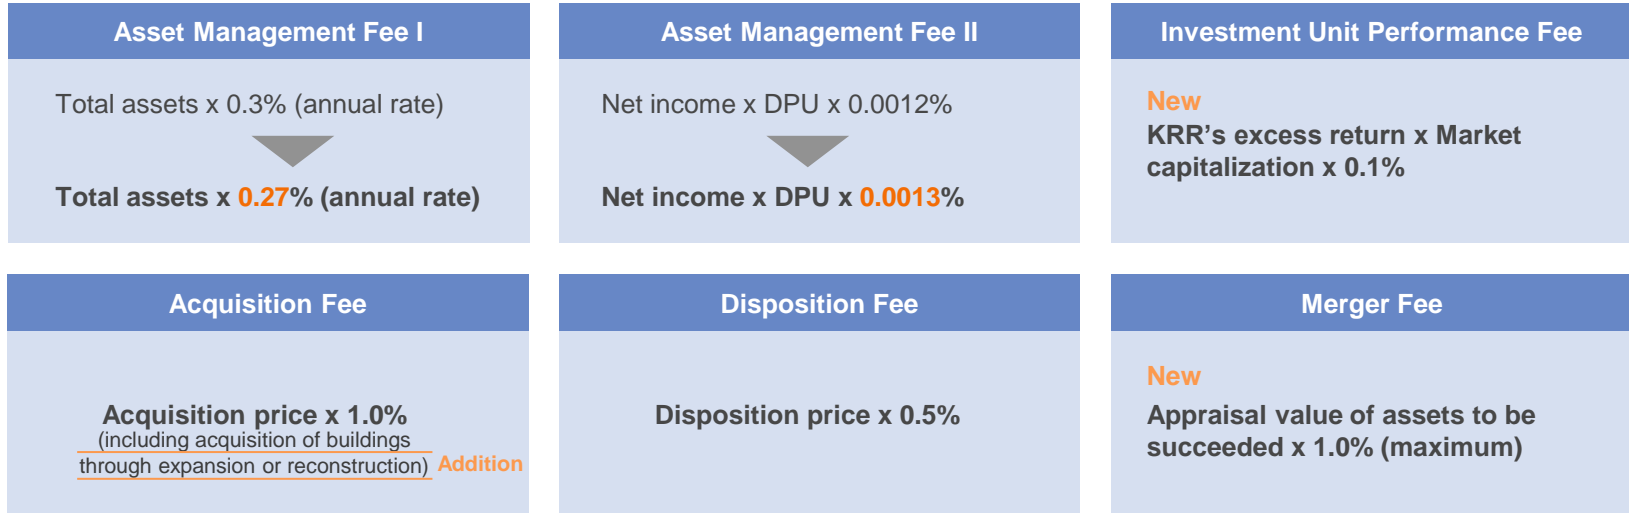 Asset Management Fee I
Total assets x 0.3% (annual rate)
Total assets x 0.27% (annual rate)
Asset Management Fee II
Net income x DPU x 0.0012%
Net income x DPU x 0.0013%
Investment Unit Performance Fee
New
KRR's excess return x Market
capitalization x 0.1%
Acquisition Fee
Acquisition price x 1.0%
(including acquisition of buildings
through expansion or reconstruction) Addition
Disposition Fee
Disposition price x 0.5%
Merger Fee
New
Appraisal value of assets to be
succeeded x 1.0% (maximum)